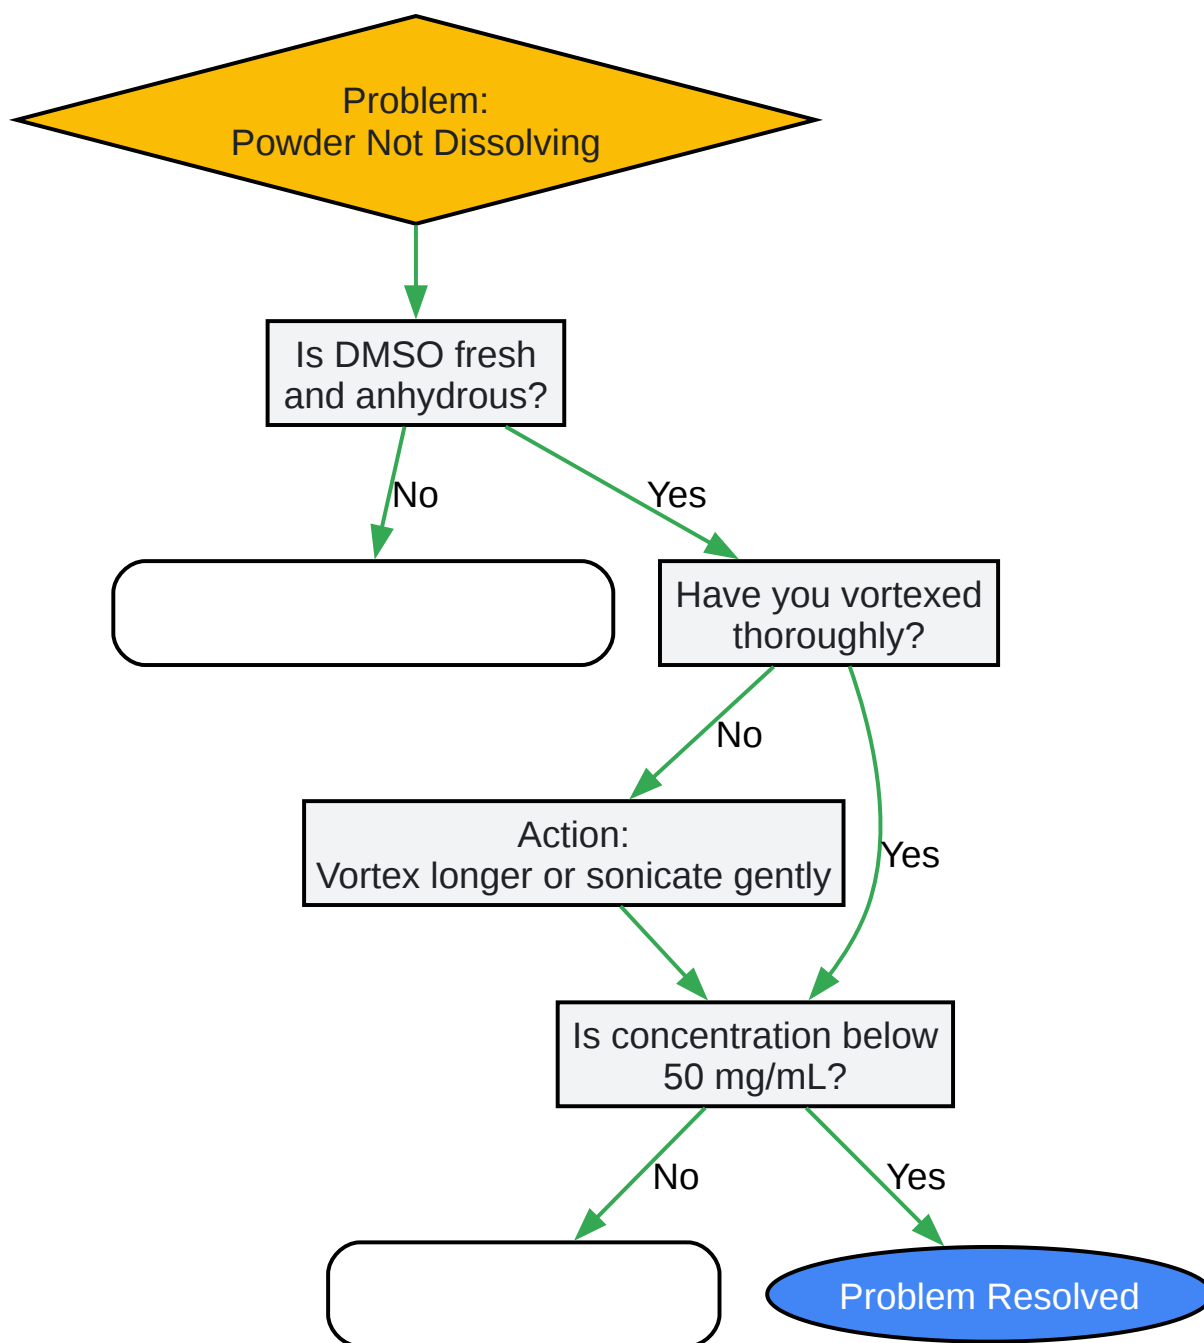 Problem:
Powder Not Dissolving
Is DMSO fresh
and anhydrous?
No
Yes
Have you vortexed
thoroughly?
No
Action:
Vortex longer or sonicate gently
Yes
Is concentration below
50 mg/mL?
No
Yes
Problem Resolved